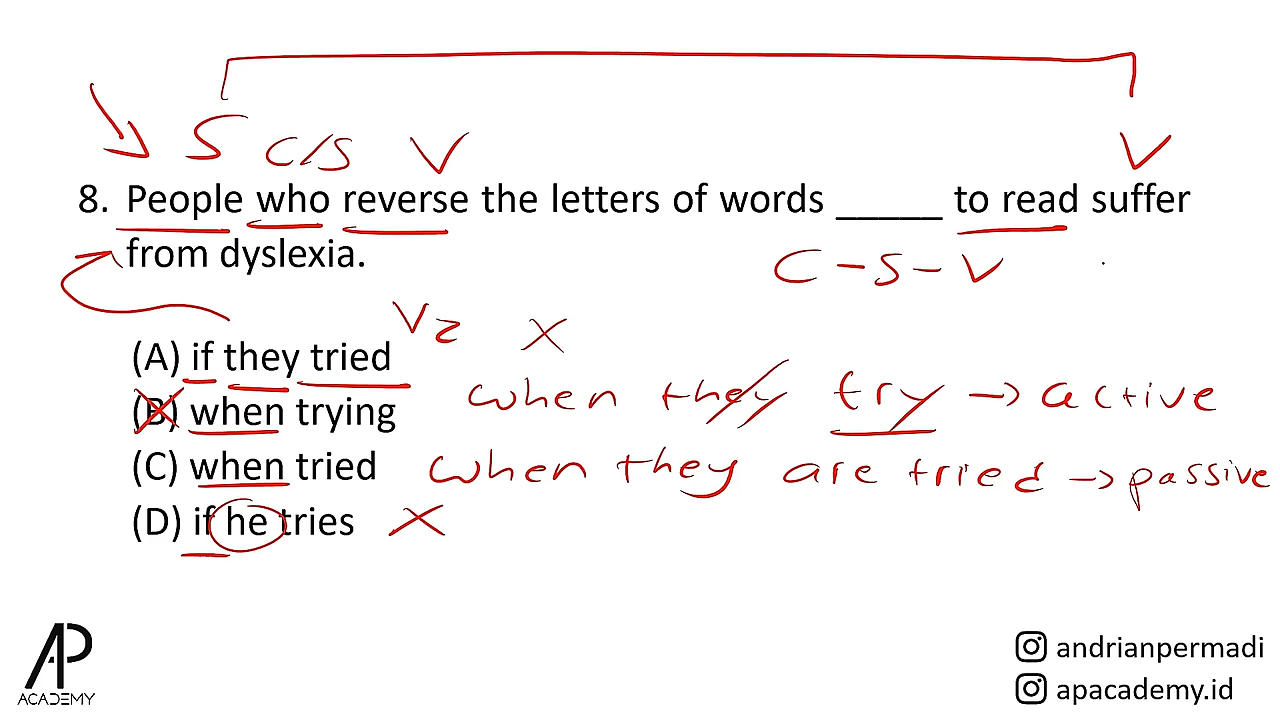 S C/S V V
8. People who reverse the letters of words _____ to read suffer
from dyslexia.
C - S - V
V2 X
(A) if they tried
(B) when trying when they try → active
(C) when tried when they are tried → passive
(D) if he tries X
AP
ACADEMY
andrianpermadi
apacademy.id